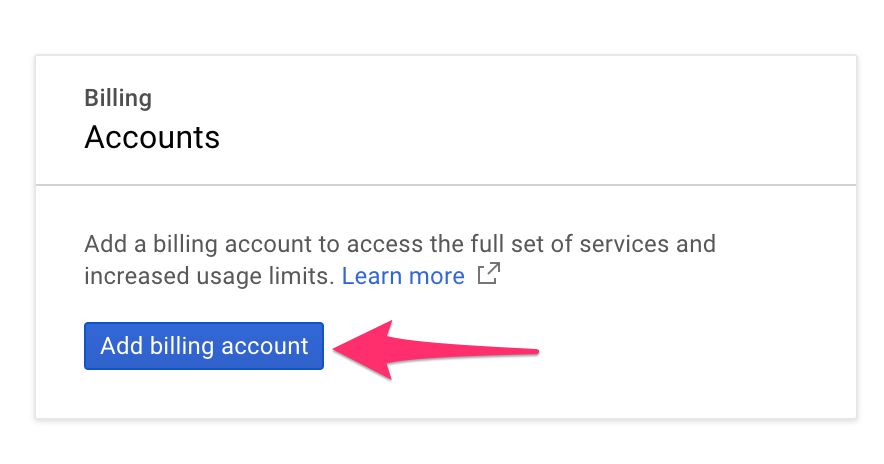 Billing
Accounts
Add a billing account to access the full set of services and
increased usage limits. Learn more
Add billing account